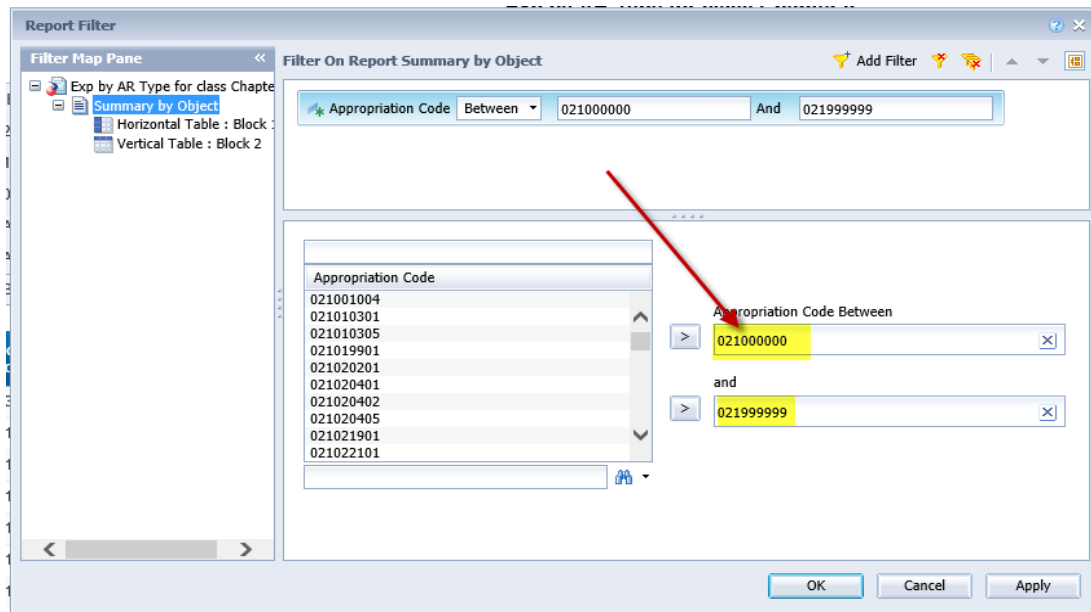 Report Filter
Filter Map Pane «
Exp by AR Type for class Chapte
Summary by Object
Horizontal Table : Block
Vertical Table : Block 2
Filter On Report Summary by Object
Add Filter
Appropriation Code Between 021000000 And 021999999
Appropriation Code
021001004
021010301
021010305
021019901
021020201
021020401
021020402
021020405
021021901
021022101
Appropriation Code Between
> 021000000
and
> 021999999
OK Cancel Apply